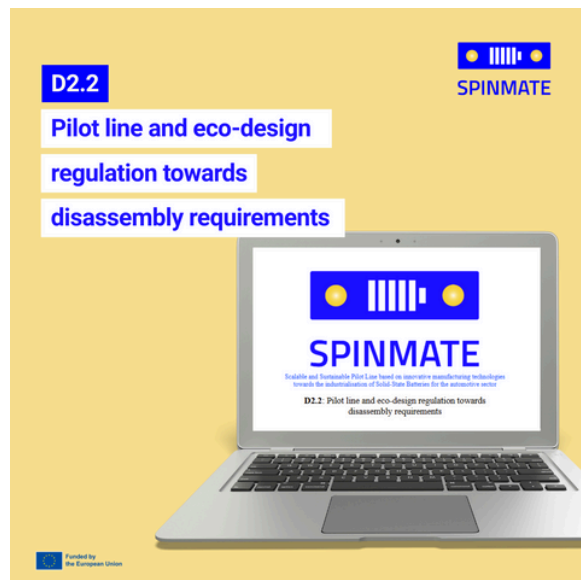 D2.2
SPINMATE
Pilot line and eco-design
regulation towards
disassembly requirements
SPINMATE
Scalable and Sustainable Pilot Line based on innovative manufacturing technologies
towards the industrialisation of Solid-State Batteries for the automotive sector
D2.2: Pilot line and eco-design regulation towards
disassembly requirements
Funded by
the European Union